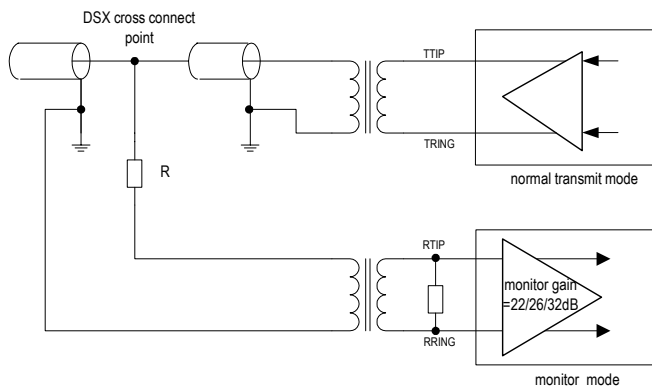 DSX cross connect
point
TTIP
TRING
normal transmit mode
R
RTIP
monitor gain
=22/26/32dB
RRING
monitor mode